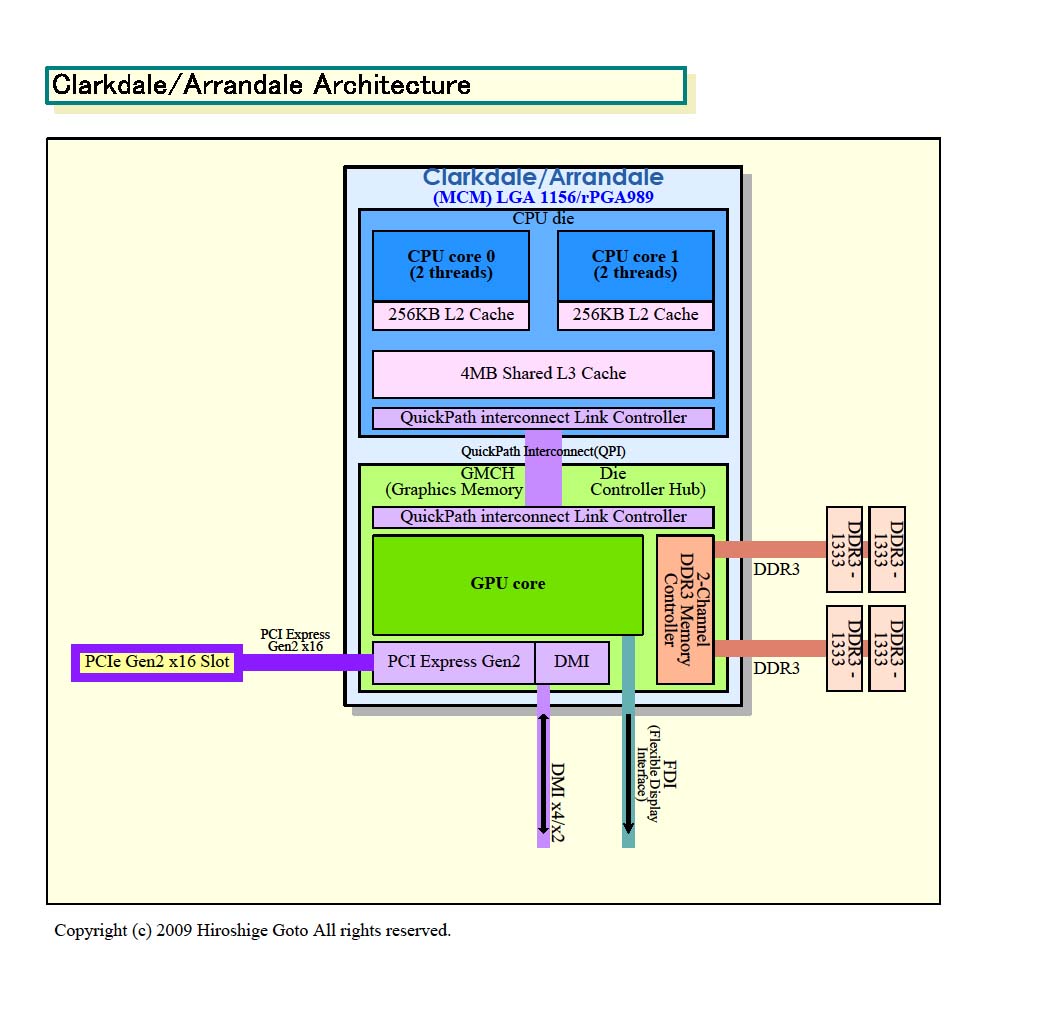 Clarkdale/Arrandale Architecture
Clarkdale/Arrandale
(MCM) LGA 1156/rPGA989
CPU die
CPU core 0
(2 threads)
CPU core 1
(2 threads)
256KB L2 Cache
256KB L2 Cache
4MB Shared L3 Cache
QuickPath interconnect Link Controller
QuickPath Interconnect(QPI)
GMCH Die
(Graphics Memory Controller Hub)
QuickPath interconnect Link Controller
GPU core
2-Channel
DDR3 Memory
Controller
DDR3
DDR3 -
1333
DDR3 -
1333
DDR3
DDR3 -
1333
DDR3 -
1333
PCI Express
Gen2 x16
PCIe Gen2 x16 Slot
PCI Express Gen2
DMI
DMI x4/x2
FDI
(Flexible Display
Interface)
Copyright (c) 2009 Hiroshige Goto All rights reserved.